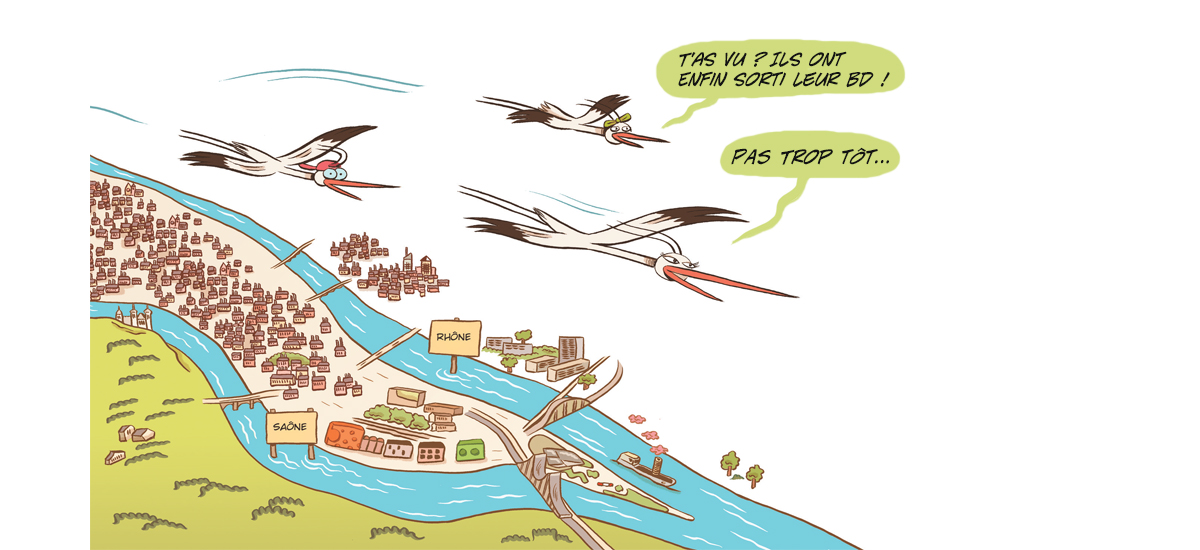 T'AS VU ? ILS ONT
ENFIN SORTI LEUR BD !
PAS TROP TÔT...
RHÔNE
SAÔNE